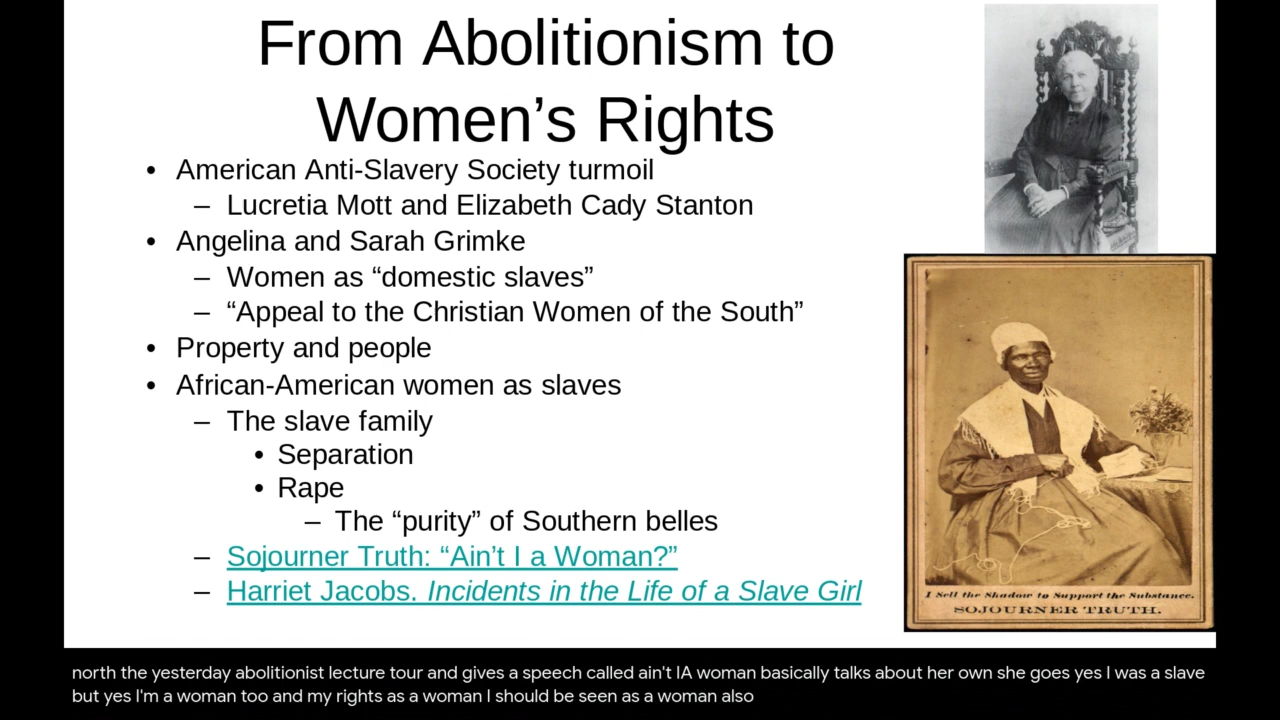 From Abolitionism to
Women’s Rights
• American Anti-Slavery Society turmoil
– Lucretia Mott and Elizabeth Cady Stanton
• Angelina and Sarah Grimke
– Women as “domestic slaves”
– “Appeal to the Christian Women of the South”
• Property and people
• African-American women as slaves
– The slave family
• Separation
• Rape
– The “purity” of Southern belles
– Sojourner Truth: “Ain’t I a Woman?”
– Harriet Jacobs. Incidents in the Life of a Slave Girl
I Sell the Shadow to Support the Substance.
SOJOURNER TRUTH.
north the yesterday abolitionist lecture tour and gives a speech called ain't IA woman basically talks about her own she goes yes I was a slave
but yes I'm a woman too and my rights as a woman I should be seen as a woman also